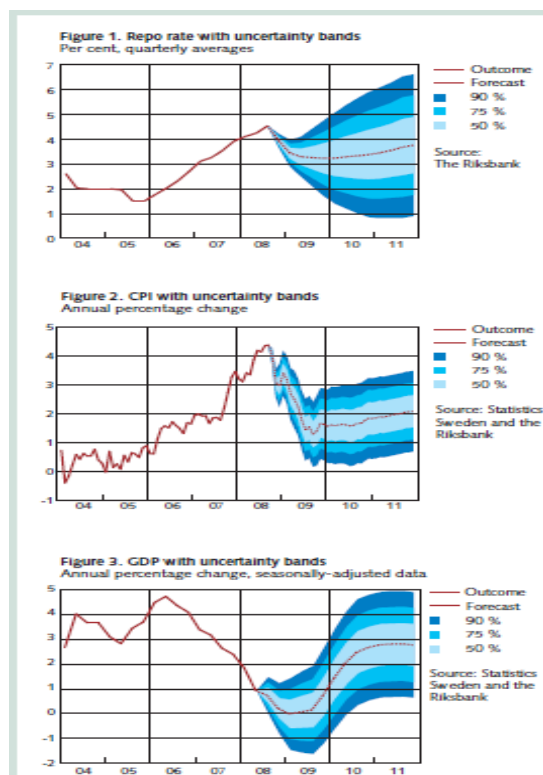 Figure 1. Repo rate with uncertainty bands
Per cent, quarterly averages
7
6
5
4
3
2
1
0
04 05 06 07 08 09 10 11
Outcome
Forecast
90 %
75 %
50 %
Source:
The Riksbank
Figure 2. CPI with uncertainty bands
Annual percentage change
5
4
3
2
1
0
-1
04 05 06 07 08 09 10 11
Outcome
Forecast
90 %
75 %
50 %
Source: Statistics
Sweden and the
Riksbank
Figure 3. GDP with uncertainty bands
Annual percentage change, seasonally-adjusted data
5
4
3
2
1
0
-1
-2
04 05 06 07 08 09 10 11
Outcome
Forecast
90 %
75 %
50 %
Source: Statistics
Sweden and the
Riksbank